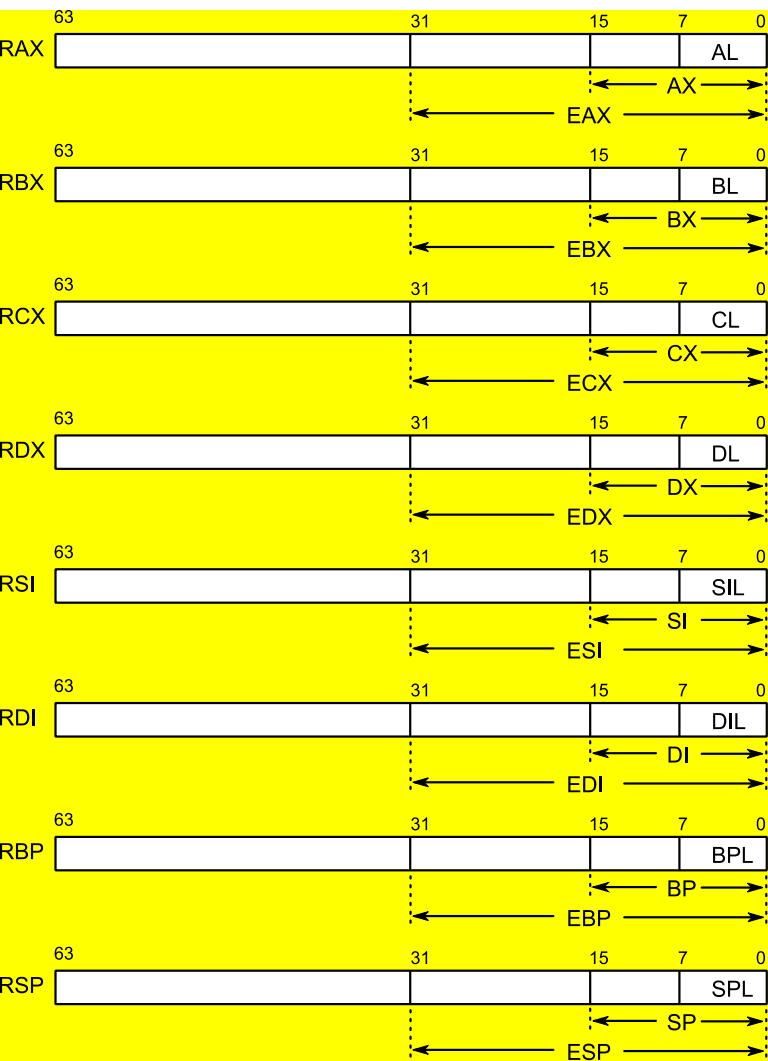 63 31 15 7 0
RAX AL
AX
EAX
63 31 15 7 0
RBX BL
BX
EBX
63 31 15 7 0
RCX CL
CX
ECX
63 31 15 7 0
RDX DL
DX
EDX
63 31 15 7 0
RSI SIL
SI
ESI
63 31 15 7 0
RDI DIL
DI
EDI
63 31 15 7 0
RBP BPL
BP
EBP
63 31 15 7 0
RSP SPL
SP
ESP